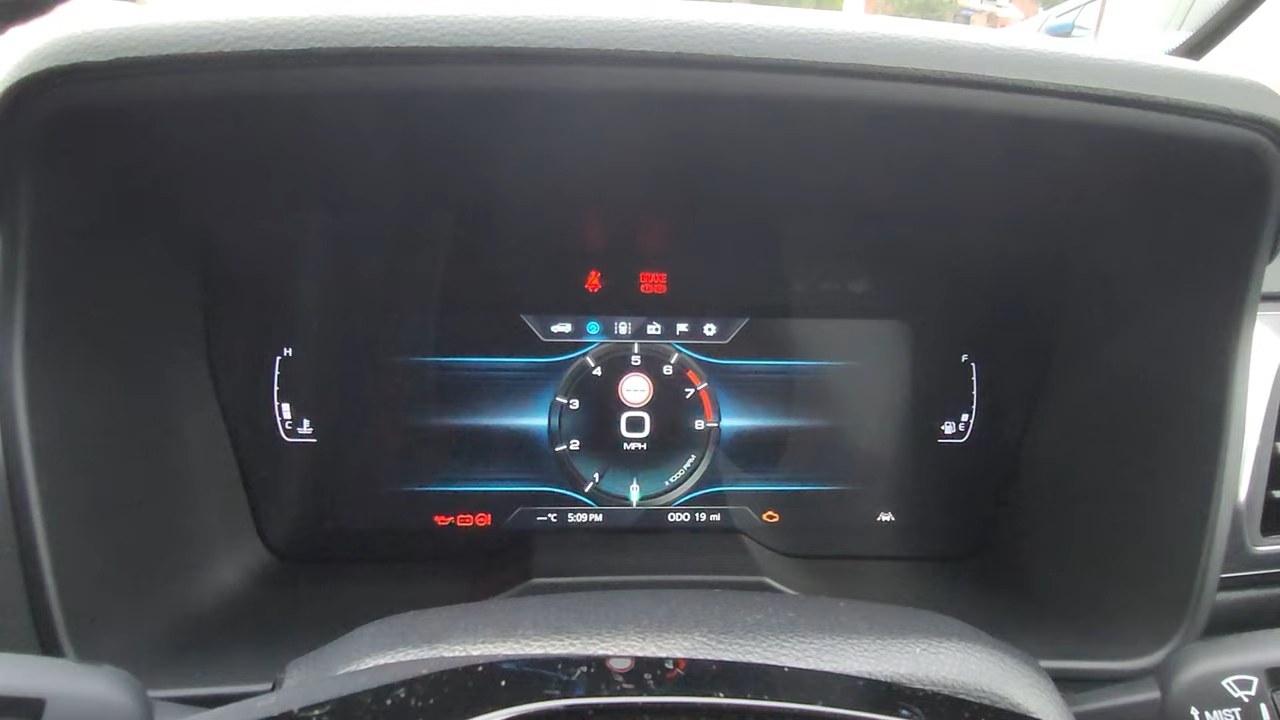 BRAKE
H
F
5
4
6
3
7
---
0
C
E
8
MPH
2
1
x 1000 RPM
--°C 5:09 PM ODO 19 mi
MIST